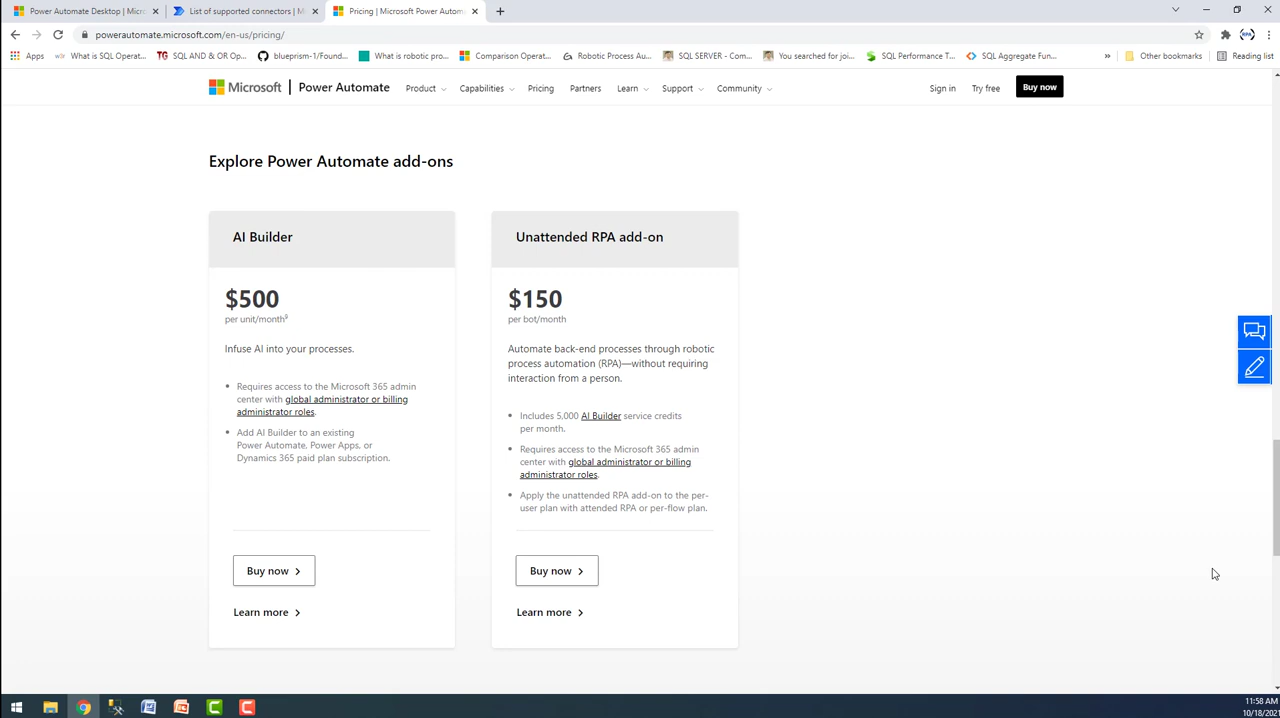 Power Automate Desktop | Micro
List of supported connectors | M
Pricing | Microsoft Power Autom
powerautomate.microsoft.com/en-us/pricing/
Apps
What is SQL Operat...
SQL AND & OR Op...
blueprism-1/Found...
What is robotic pro...
Comparison Operat...
Robotic Process Au...
SQL SERVER - Com...
You searched for joi...
SQL Performance T...
SQL Aggregate Fun...
»
Other bookmarks
Reading list
Microsoft | Power Automate
Product
Capabilities
Pricing
Partners
Learn
Support
Community
Sign in
Try free
Buy now
Explore Power Automate add-ons
AI Builder
$500
per unit/month⁵
Infuse AI into your processes.
Requires access to the Microsoft 365 admin
center with global administrator or billing
administrator roles.
Add AI Builder to an existing
Power Automate, Power Apps, or
Dynamics 365 paid plan subscription.
Buy now
Learn more
Unattended RPA add-on
$150
per bot/month
Automate back-end processes through robotic
process automation (RPA)—without requiring
interaction from a person.
Includes 5,000 AI Builder service credits
per month.
Requires access to the Microsoft 365 admin
center with global administrator or billing
administrator roles.
Apply the unattended RPA add-on to the per-
user plan with attended RPA or per-flow plan.
Buy now
Learn more
11:58 AM
10/18/202